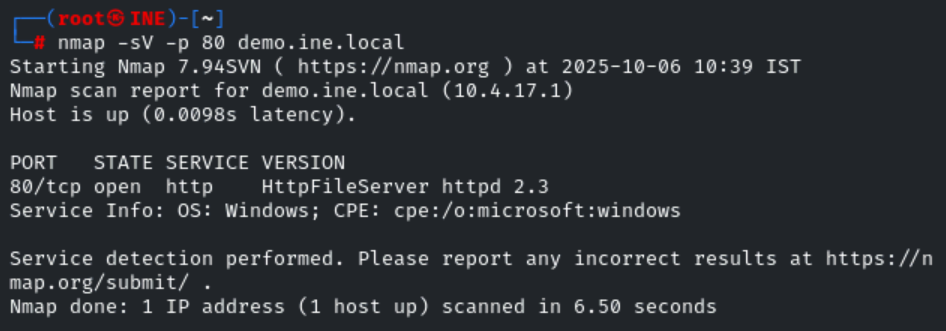 ┌──(root㉿INE)-[~]
└─# nmap -sV -p 80 demo.ine.local
Starting Nmap 7.94SVN ( https://nmap.org ) at 2025-10-06 10:39 IST
Nmap scan report for demo.ine.local (10.4.17.1)
Host is up (0.0098s latency).

PORT   STATE SERVICE VERSION
80/tcp open  http    HttpFileServer httpd 2.3
Service Info: OS: Windows; CPE: cpe:/o:microsoft:windows

Service detection performed. Please report any incorrect results at https://n
map.org/submit/ .
Nmap done: 1 IP address (1 host up) scanned in 6.50 seconds